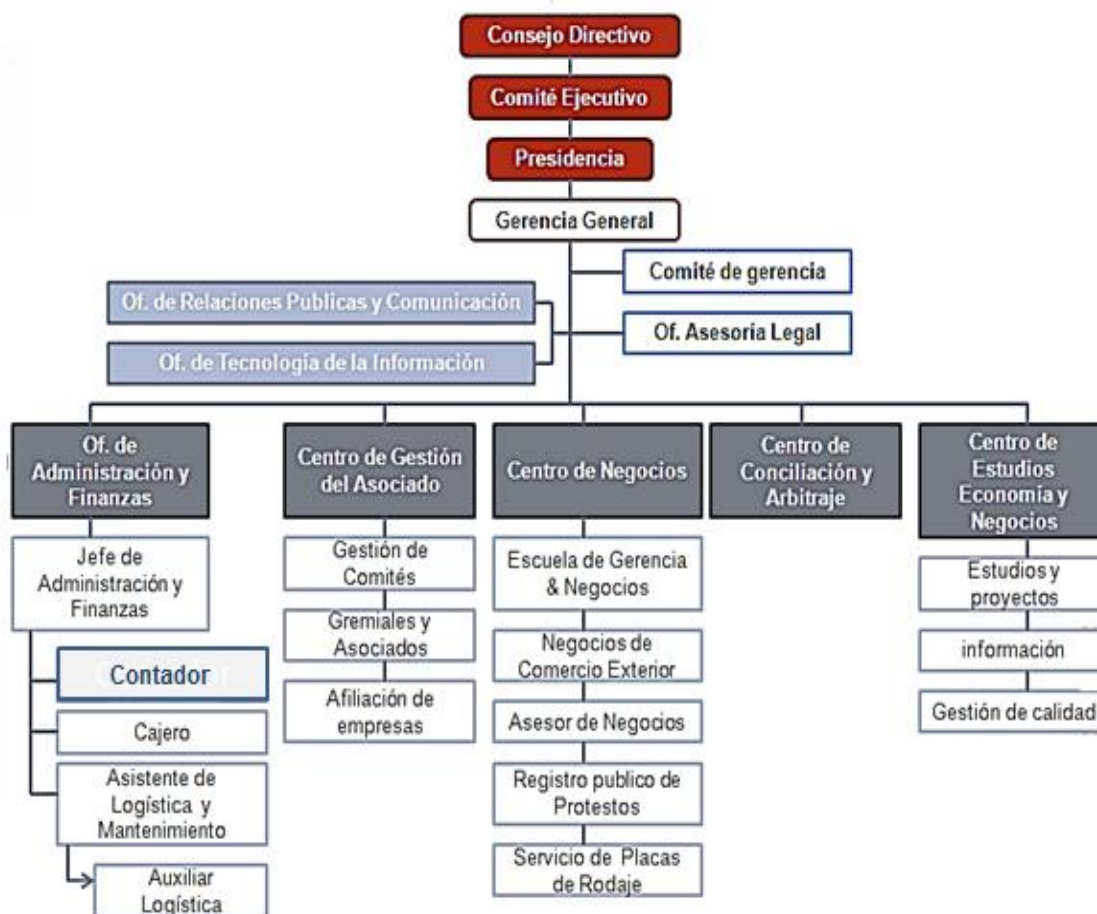 Consejo Directivo
Comité Ejecutivo
Presidencia
Gerencia General
Comité de gerencia
Of. de Relaciones Publicas y Comunicación
Of. Asesoría Legal
Of. de Tecnología de la Información
Of. de
Administración y
Finanzas
Jefe de
Administración y
Finanzas
Contador
Cajero
Asistente de
Logística y
Mantenimiento
Auxiliar
Logística
Centro de Gestión
del Asociado
Gestión de
Comités
Gremiales y
Asociados
Afiliación de
empresas
Centro de Negocios
Escuela de Gerencia
& Negocios
Negocios de
Comercio Exterior
Asesor de Negocios
Registro publico de
Protestos
Servicio de Placas
de Rodaje
Centro de
Conciliación y
Arbitraje
Centro de
Estudios
Economía y
Negocios
Estudios y
proyectos
información
Gestión de calidad